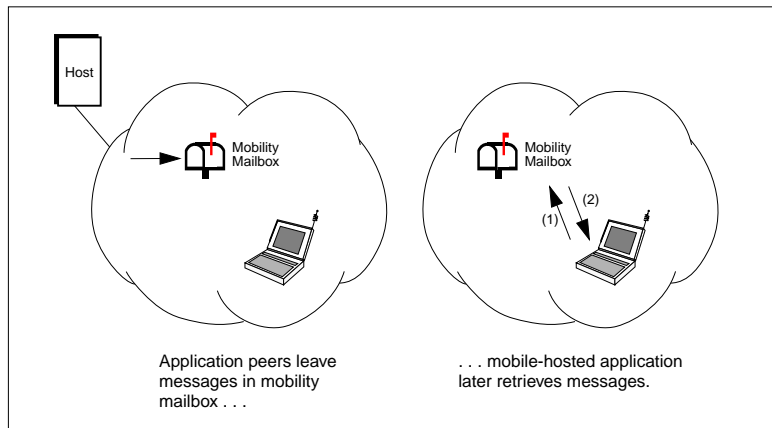 Host
Mobility
Mailbox
Application peers leave
messages in mobility
mailbox . . .
Mobility
Mailbox
(1)
(2)
. . . mobile-hosted application
later retrieves messages.